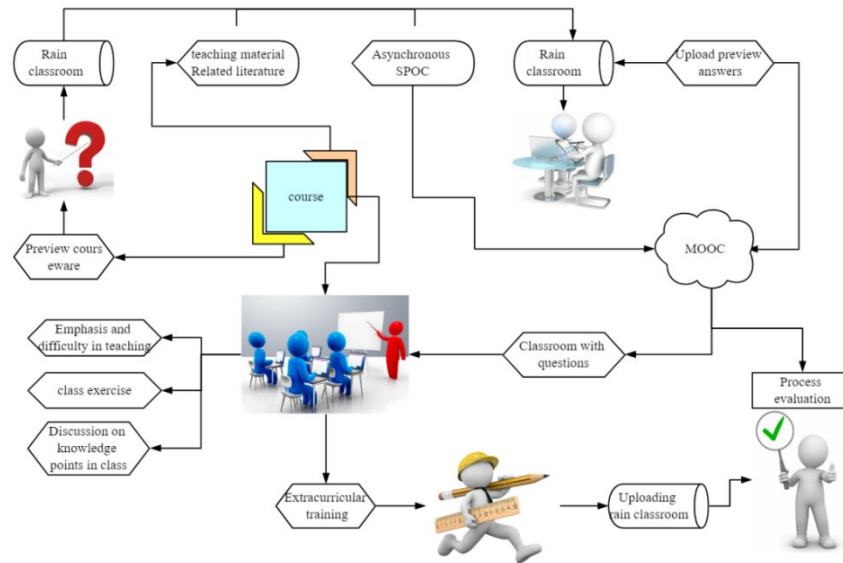 Rain
classroom
teaching material
Related literature
Asynchronous
SPOC
Rain
classroom
Upload preview
answers
course
Preview cours
eware
MOOC
Emphasis and
difficulty in teaching
class exercise
Discussion on
knowledge
points in class
Classroom with
questions
Process
evaluation
Extracurricular
training
Uploading
rain classroom